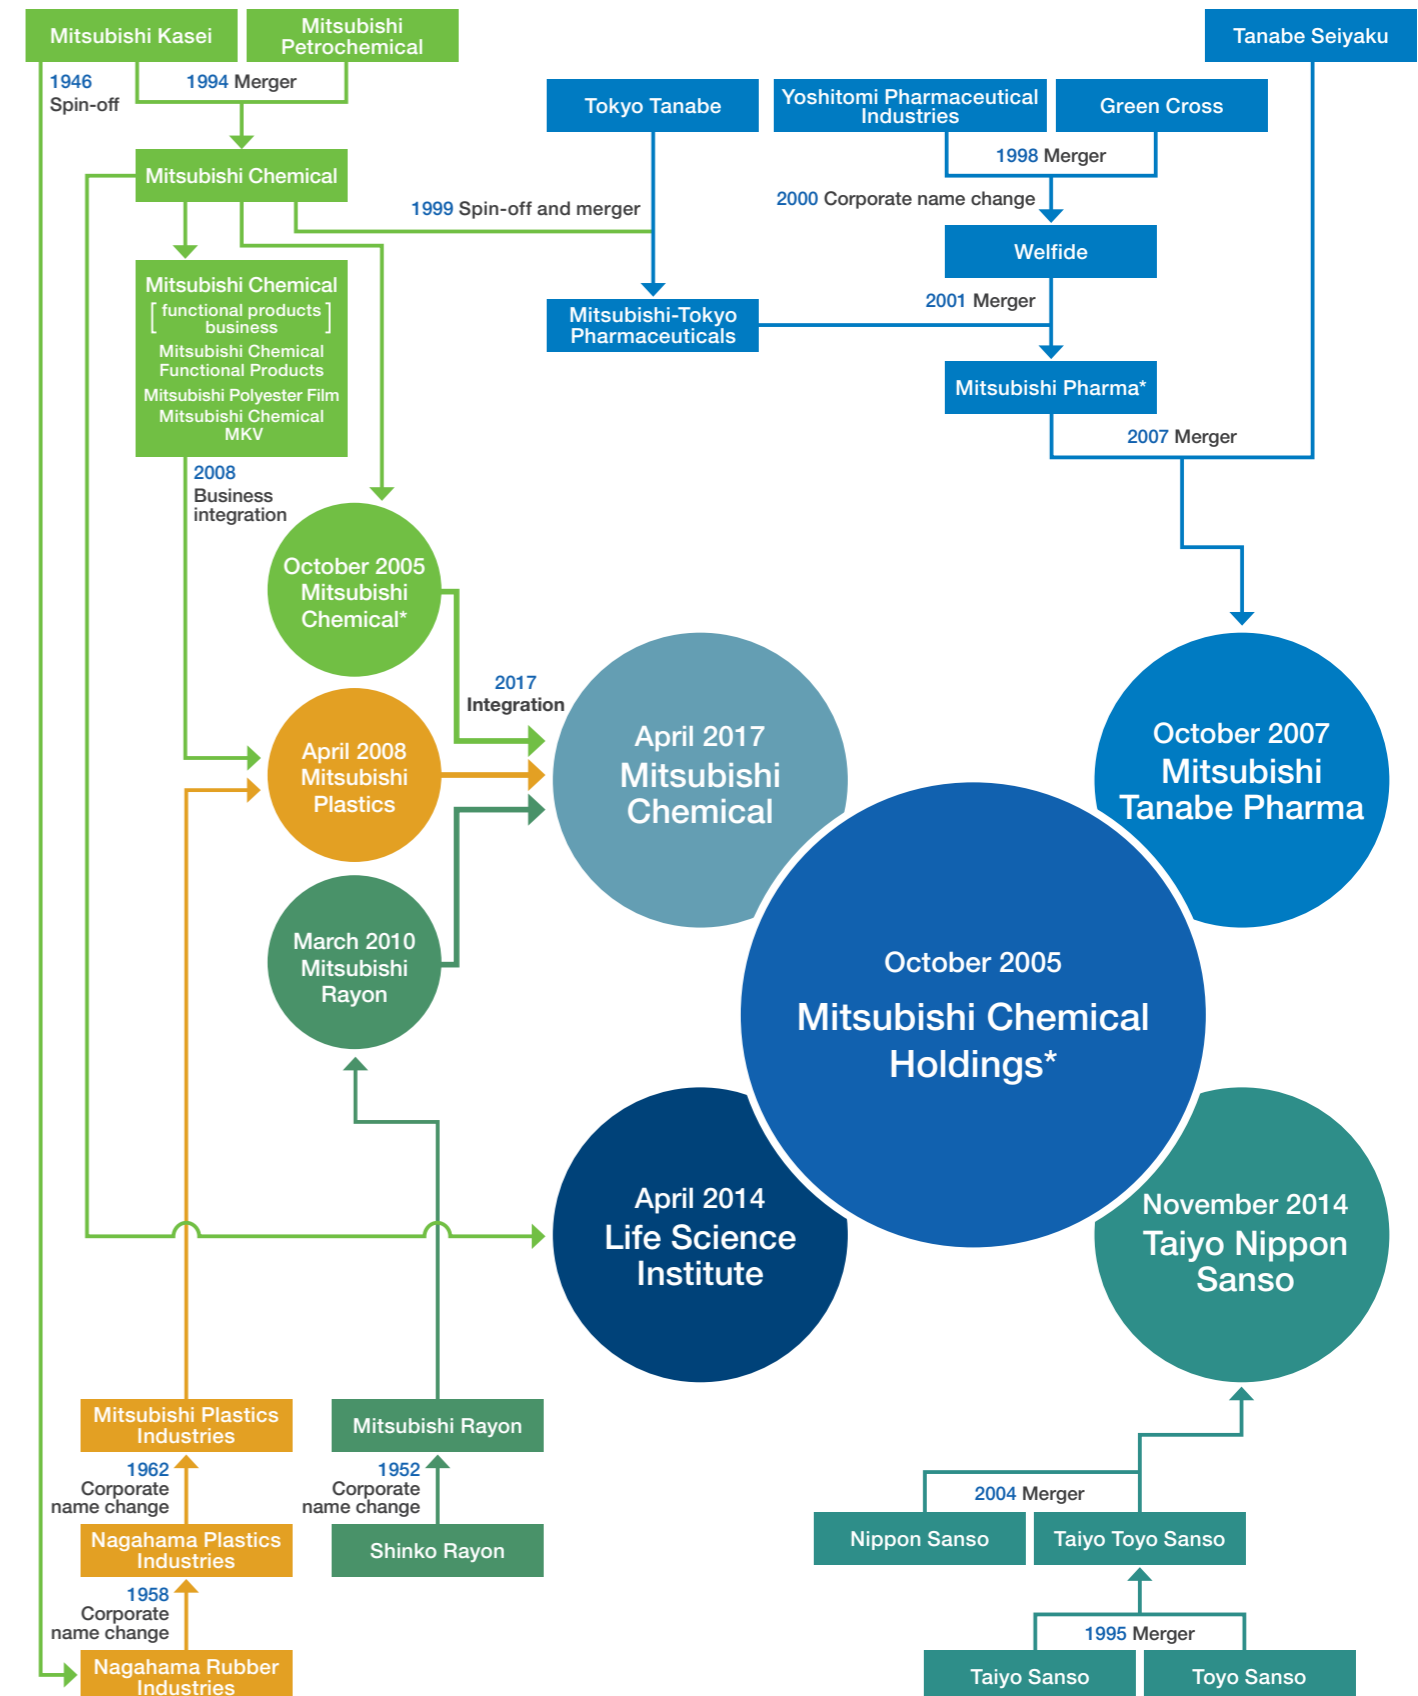 Mitsubishi Kasei
Mitsubishi
Petrochemical
Tanabe Seiyaku
1946
Spin-off
1994 Merger
Tokyo Tanabe
Yoshitomi Pharmaceutical
Industries
Green Cross
1998 Merger
Mitsubishi Chemical
1999 Spin-off and merger
2000 Corporate name change
Welfide
Mitsubishi Chemical
[functional products
business]
Mitsubishi Chemical
Functional Products
Mitsubishi Polyester Film
Mitsubishi Chemical
MKV
2001 Merger
Mitsubishi-Tokyo
Pharmaceuticals
Mitsubishi Pharma*
2007 Merger
2008
Business
integration
October 2005
Mitsubishi
Chemical*
2017
Integration
April 2008
Mitsubishi
Plastics
April 2017
Mitsubishi
Chemical
October 2007
Mitsubishi
Tanabe Pharma
March 2010
Mitsubishi
Rayon
October 2005
Mitsubishi Chemical
Holdings*
April 2014
Life Science
Institute
November 2014
Taiyo Nippon
Sanso
Mitsubishi Plastics
Industries
Mitsubishi Rayon
1962
Corporate
name change
1952
Corporate
name change
2004 Merger
Nagahama Plastics
Industries
Shinko Rayon
Nippon Sanso
Taiyo Toyo Sanso
1958
Corporate
name change
1995 Merger
Nagahama Rubber
Industries
Taiyo Sanso
Toyo Sanso